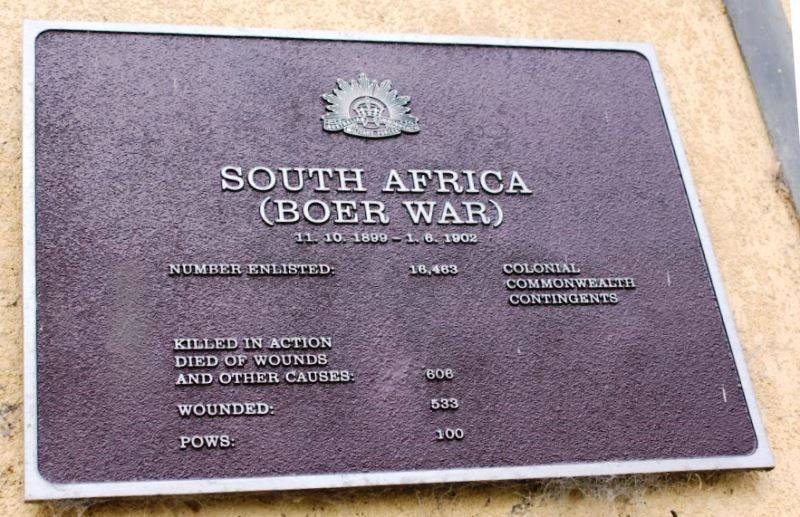 SOUTH AFRICA
(BOER WAR)
11. 10. 1899 – 1. 6. 1902
NUMBER ENLISTED: 16,463 COLONIAL
COMMONWEALTH
CONTINGENTS
KILLED IN ACTION
DIED OF WOUNDS
AND OTHER CAUSES: 606
WOUNDED: 533
POWS: 100